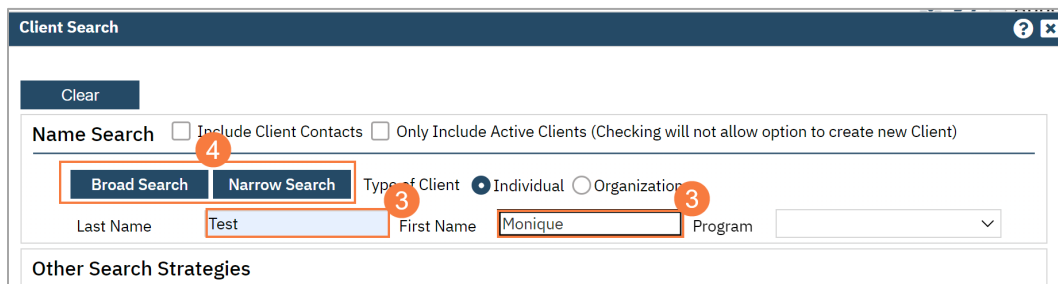 Client Search ?
Clear
Name Search Include Client Contacts Only Include Active Clients (Checking will not allow option to create new Client)
4
Broad Search Narrow Search Type of Client Individual Organization
3 3
Last Name Test First Name Monique Program
Other Search Strategies